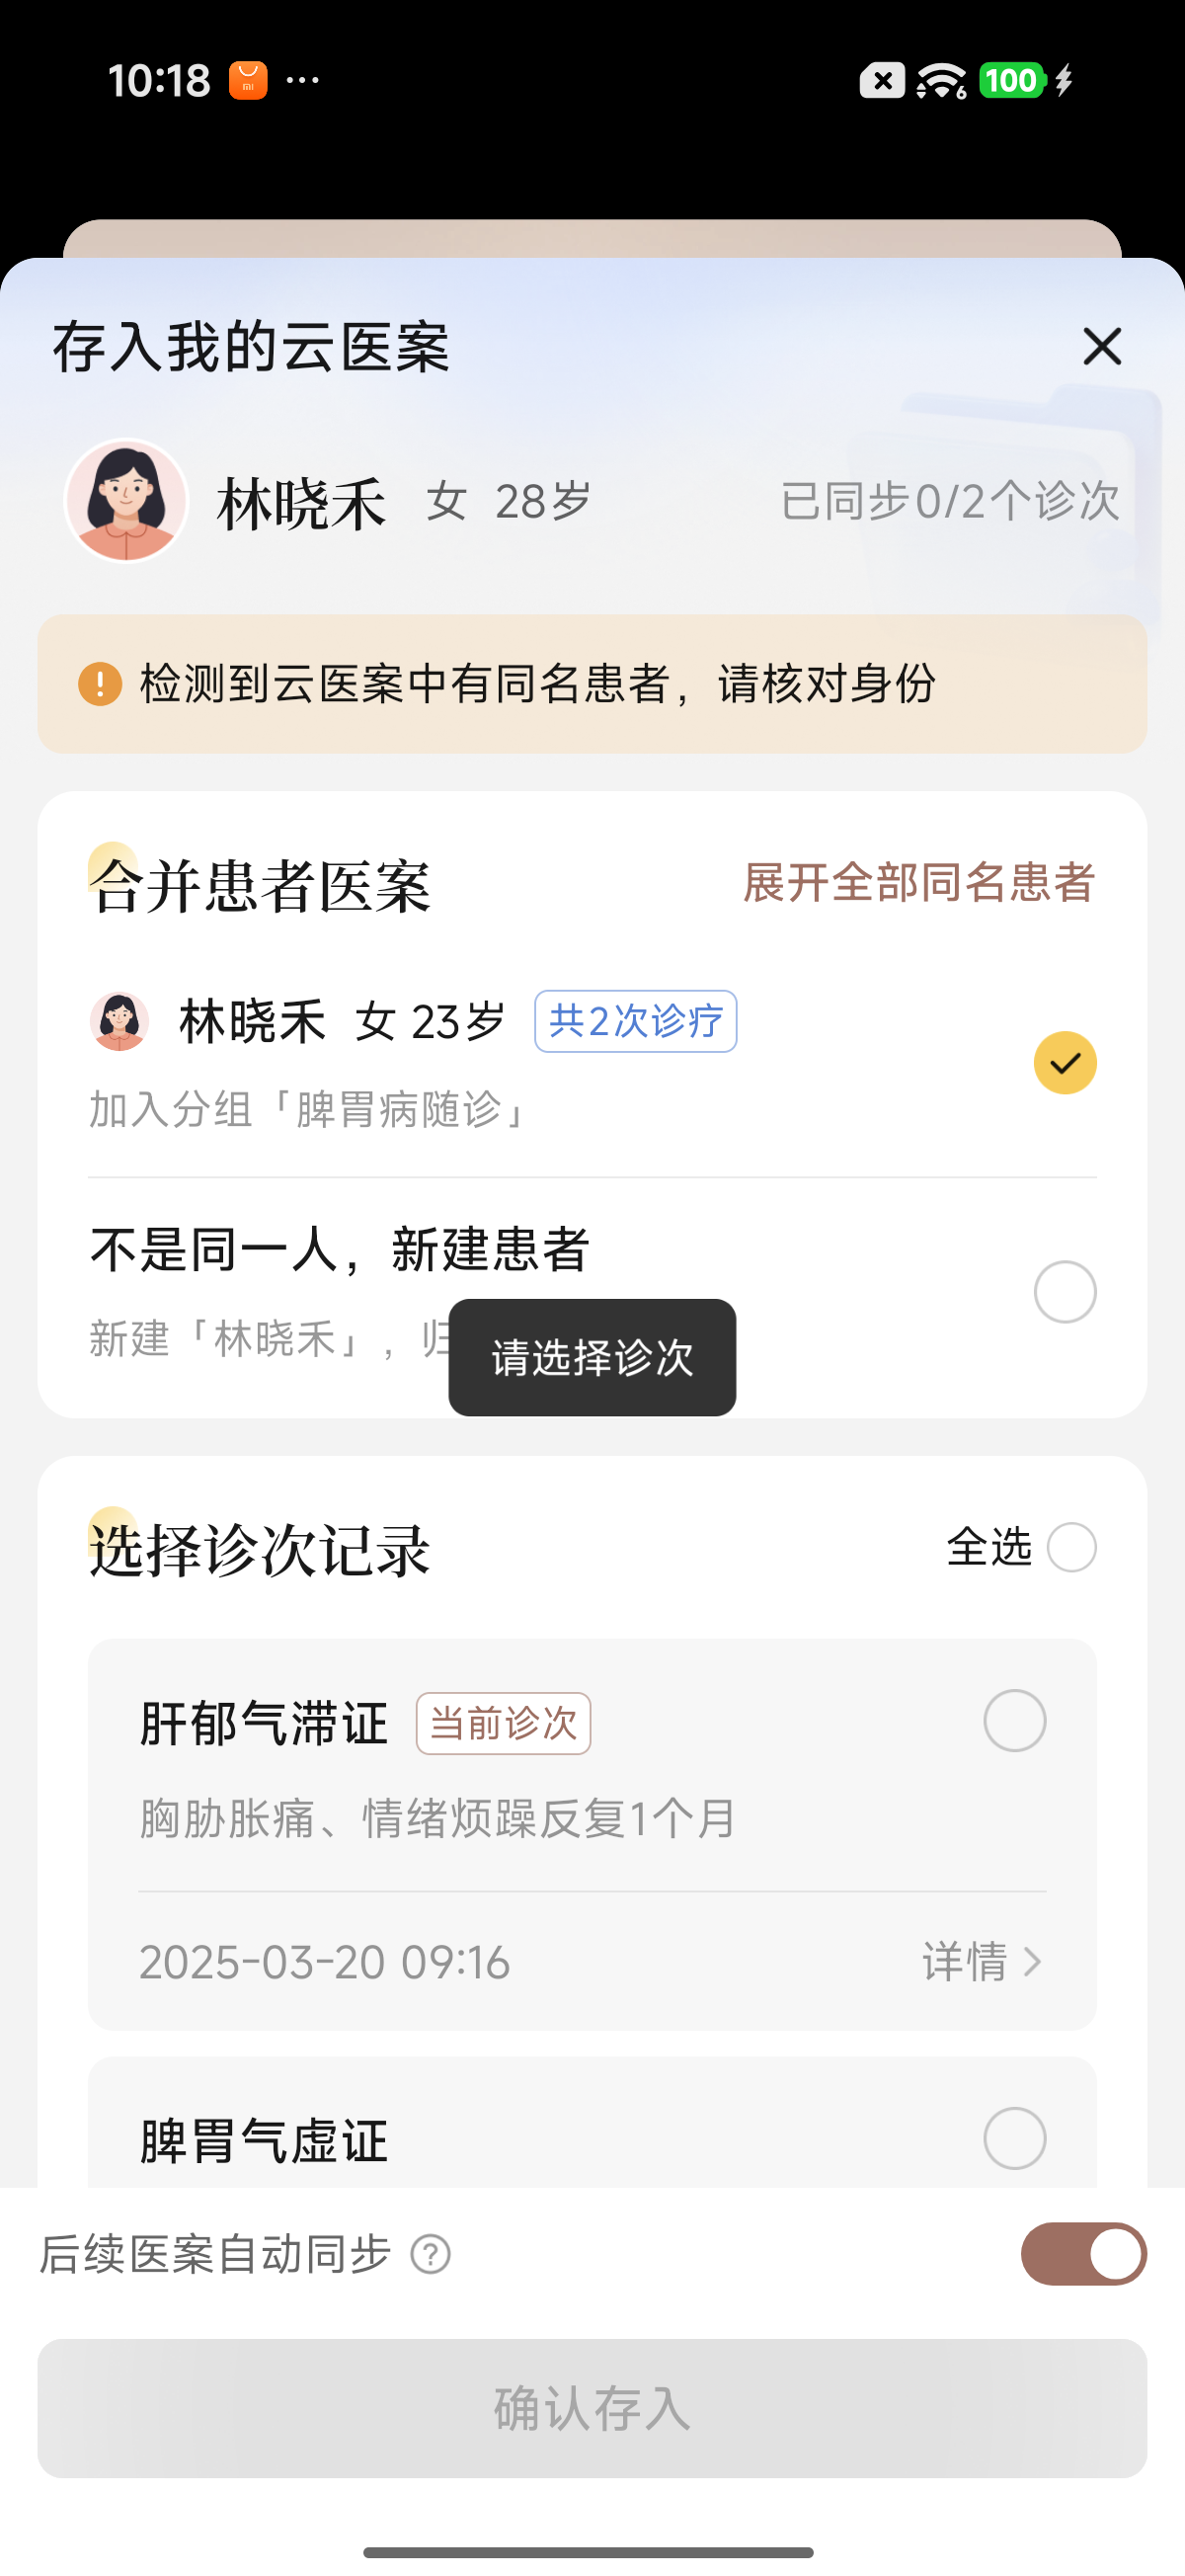 10:18
100
存入我的云医案
林晓禾 女 28岁 已同步0/2个诊次
检测到云医案中有同名患者，请核对身份
合并患者医案 展开全部同名患者
林晓禾 女 23岁 共2次诊疗
加入分组「脾胃病随诊」
不是同一人，新建患者
新建「林晓禾」，归
请选择诊次
选择诊次记录 全选
肝郁气滞证 当前诊次
胸胁胀痛、情绪烦躁反复1个月
2025-03-20 09:16 详情
脾胃气虚证
后续医案自动同步
确认存入